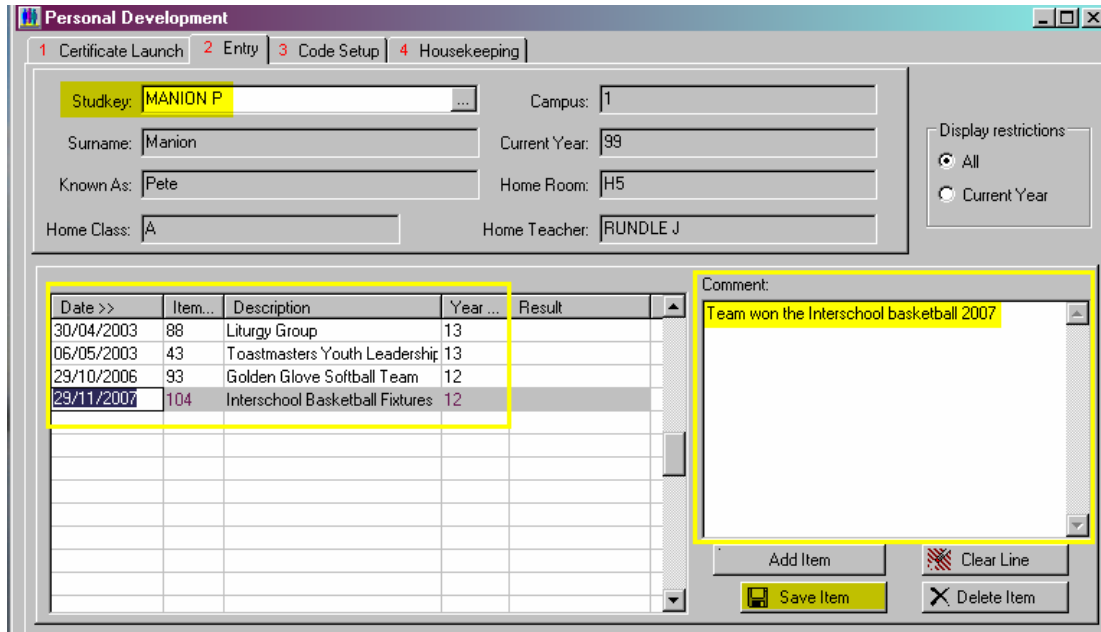 Personal Development
1 Certificate Launch 2 Entry 3 Code Setup 4 Housekeeping
Studkey: MANION P ... Campus: 1
Surname: Manion Current Year: 99
Known As: Pete Home Room: H5
Home Class: A Home Teacher: RUNDLE J
Display restrictions
All
Current Year
Date >> Item... Description Year ... Result
30/04/2003 88 Liturgy Group 13
06/05/2003 43 Toastmasters Youth Leadership 13
29/10/2006 93 Golden Glove Softball Team 12
29/11/2007 104 Interschool Basketball Fixtures 12
Comment:
Team won the Interschool basketball 2007
Add Item Clear Line
Save Item Delete Item